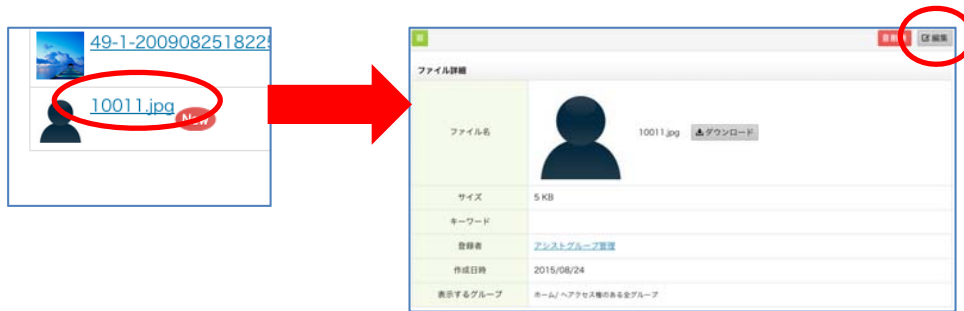 49-1-2009082518225
10011.jpg
New
編集
ファイル詳細
ファイル名
10011.jpg
ダウンロード
サイズ
5 KB
キーワード
登録者
アシストグループ管理
作成日時
2015/08/24
表示するグループ
ホーム/ へアクセス権のある全グループ